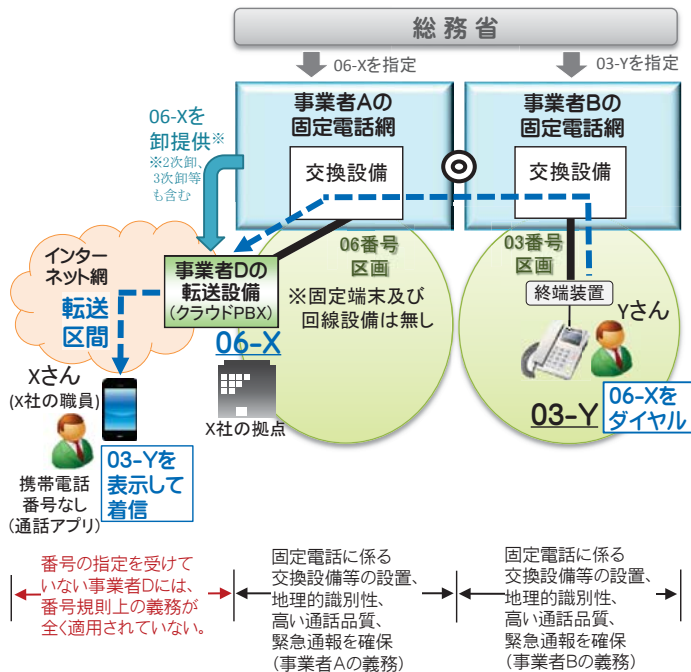 総務省
06-Xを指定
03-Yを指定
06-Xを
卸提供※
※2次卸、
3次卸等
も含む
事業者Aの
固定電話網
交換設備
事業者Bの
固定電話網
交換設備
インター
ネット網
転送
区間
事業者Dの
転送設備
(クラウドPBX)
06-X
X社の拠点
06番号
区画
※固定端末及び
回線設備は無し
03番号
区画
終端装置
Yさん
03-Y
06-Xを
ダイヤル
Xさん
(X社の職員)
携帯電話
番号なし
(通話アプリ)
03-Yを
表示して
着信
番号の指定を受けて
いない事業者Dには、
番号規則上の義務が
全く適用されていない。
固定電話に係る
交換設備等の設置、
地理的識別性、
高い通話品質、
緊急通報を確保
(事業者Aの義務)
固定電話に係る
交換設備等の設置、
地理的識別性、
高い通話品質、
緊急通報を確保
(事業者Bの義務)